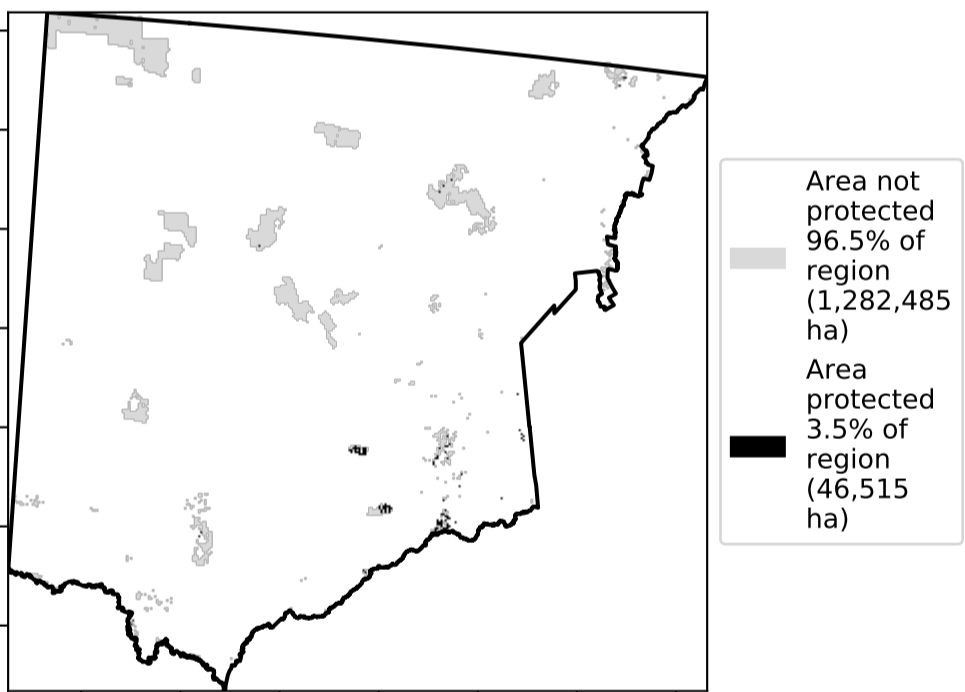 Area not
protected
96.5% of
region
(1,282,485
ha)
Area
protected
3.5% of
region
(46,515
ha)